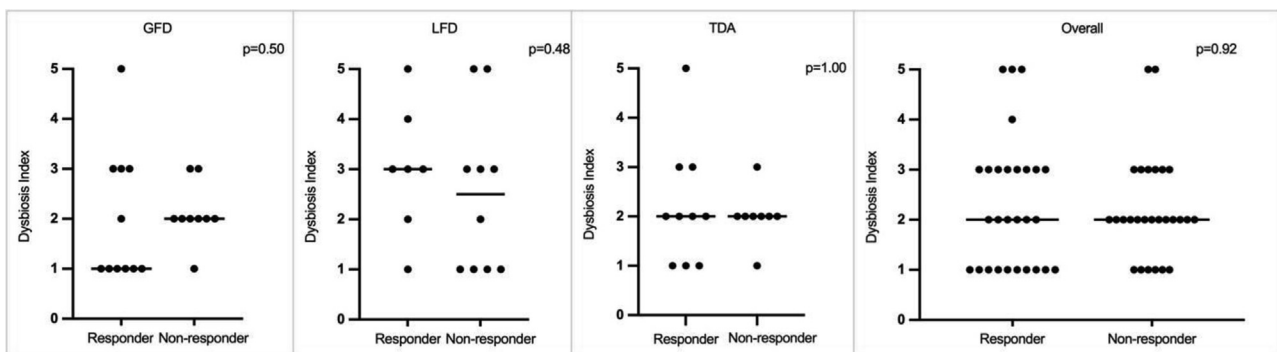 GFD
p=0.50
Dysbiosis Index
5
4
3
2
1
0
Responder Non-responder
LFD
p=0.48
Dysbiosis Index
5
4
3
2
1
0
Responder Non-responder
TDA
p=1.00
Dysbiosis Index
5
4
3
2
1
0
Responder Non-responder
Overall
p=0.92
Dysbiosis Index
5
4
3
2
1
0
Responder Non-responder